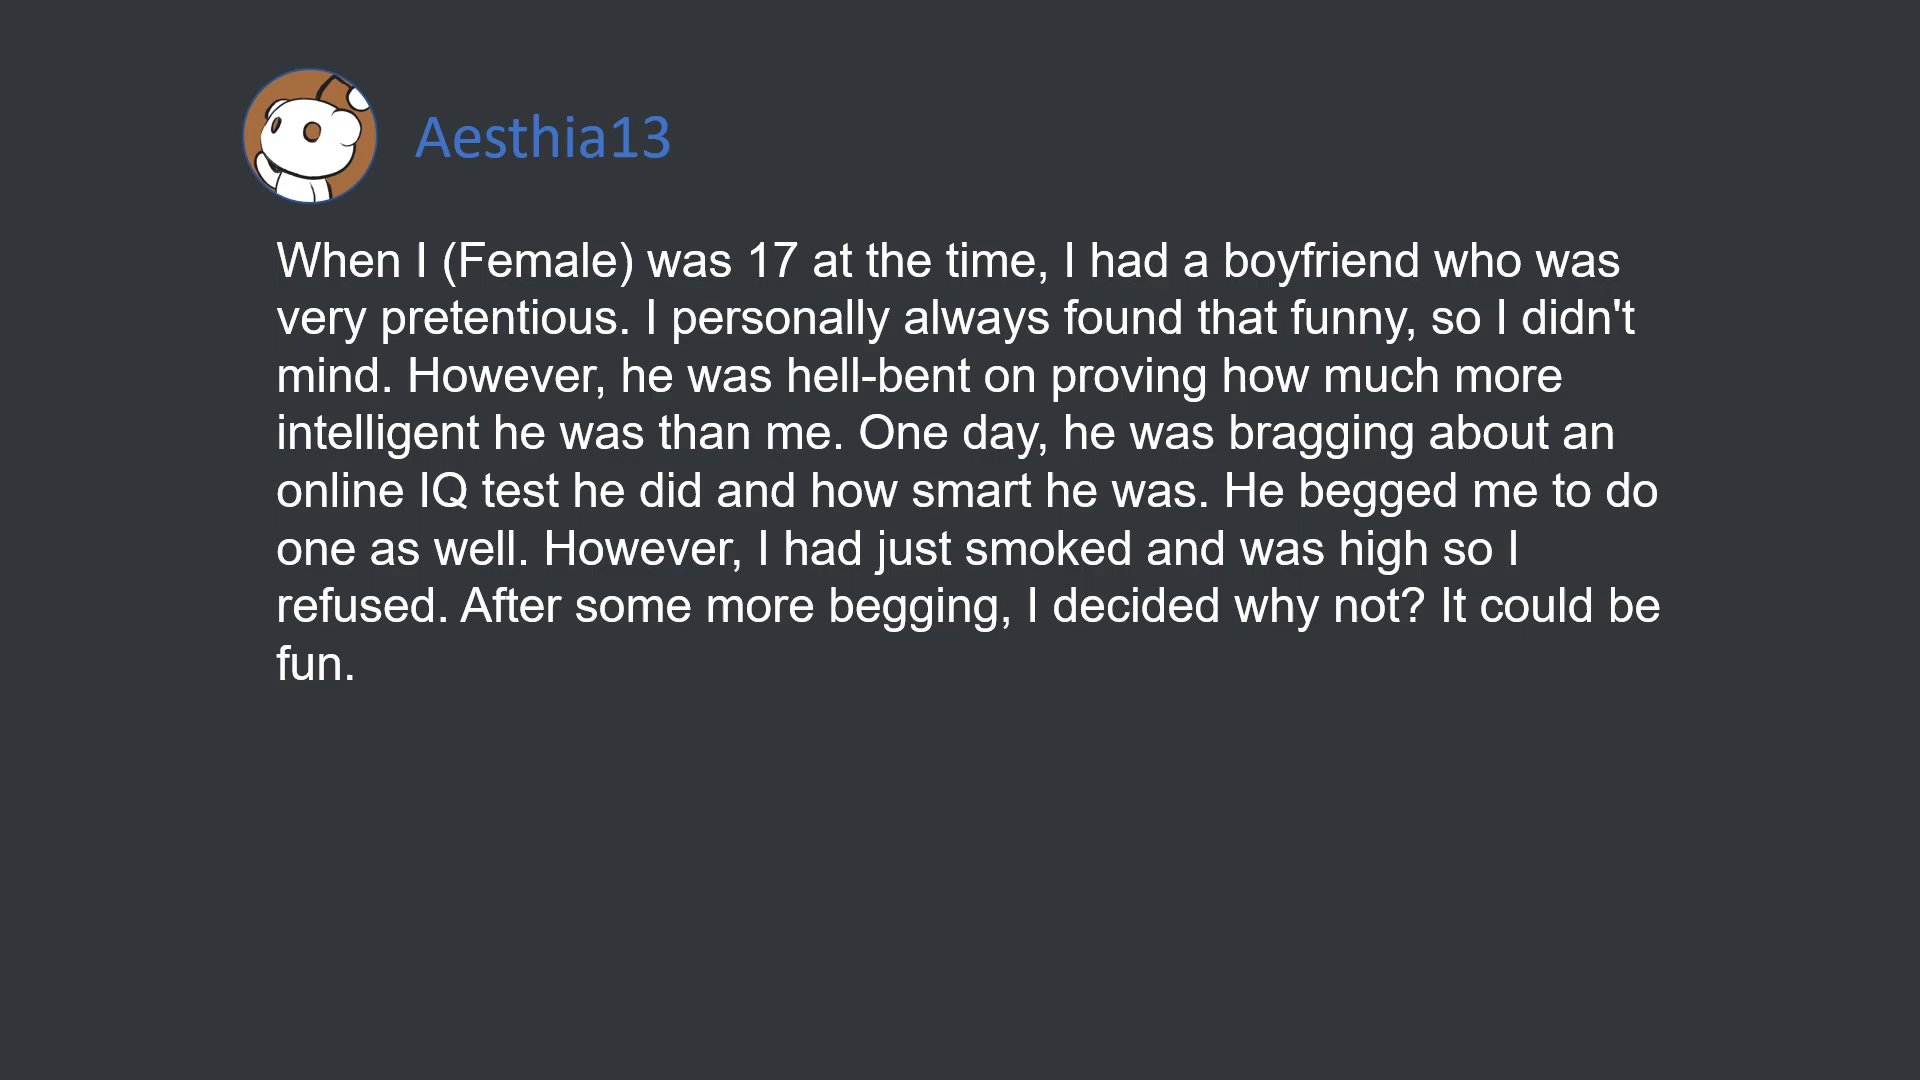 Aesthia13
When I (Female) was 17 at the time, I had a boyfriend who was
very pretentious. I personally always found that funny, so I didn't
mind. However, he was hell-bent on proving how much more
intelligent he was than me. One day, he was bragging about an
online IQ test he did and how smart he was. He begged me to do
one as well. However, I had just smoked and was high so I
refused. After some more begging, I decided why not? It could be
fun.